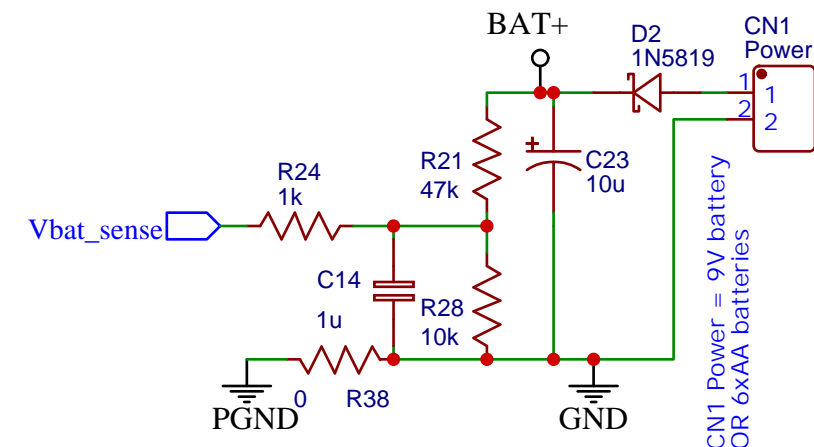 BAT+
D2
1N5819
CN1
Power
1
2
1
2
R21
47k
C23
10u
R24
1k
Vbat_sense
C14
1u
R28
10k
0
R38
PGND
GND
CN1 Power = 9V battery
OR 6xAA batteries